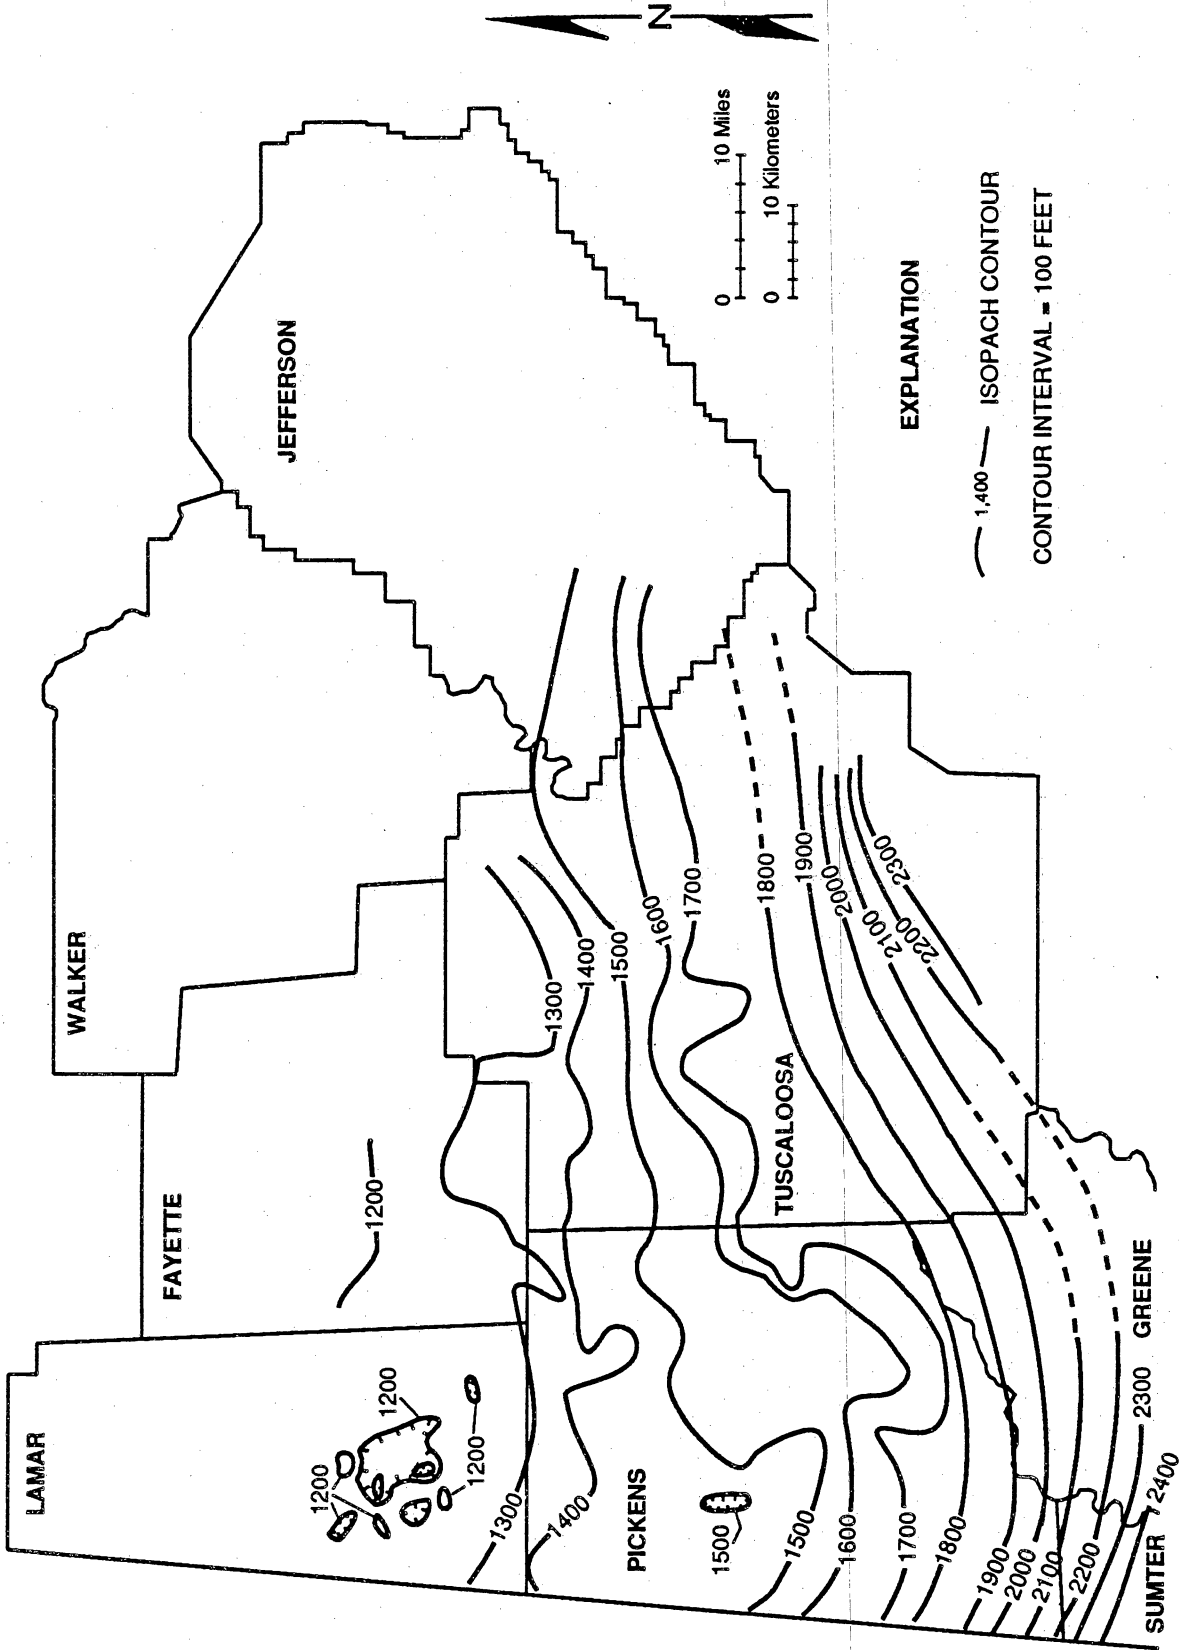 LAMAR
FAYETTE
WALKER
JEFFERSON
PICKENS
TUSCALOOSA
SUMTER
GREENE
1200
1200
1200
1200
1300
1300
1400
1400
1500
1500
1500
1600
1600
1700
1700
1800
1800
1900
1900
2000
2000
2100
2100
2200
2200
2300
2300
2400
N
0 10 Miles
0 10 Kilometers
EXPLANATION
1,400 ISOPACH CONTOUR
CONTOUR INTERVAL = 100 FEET